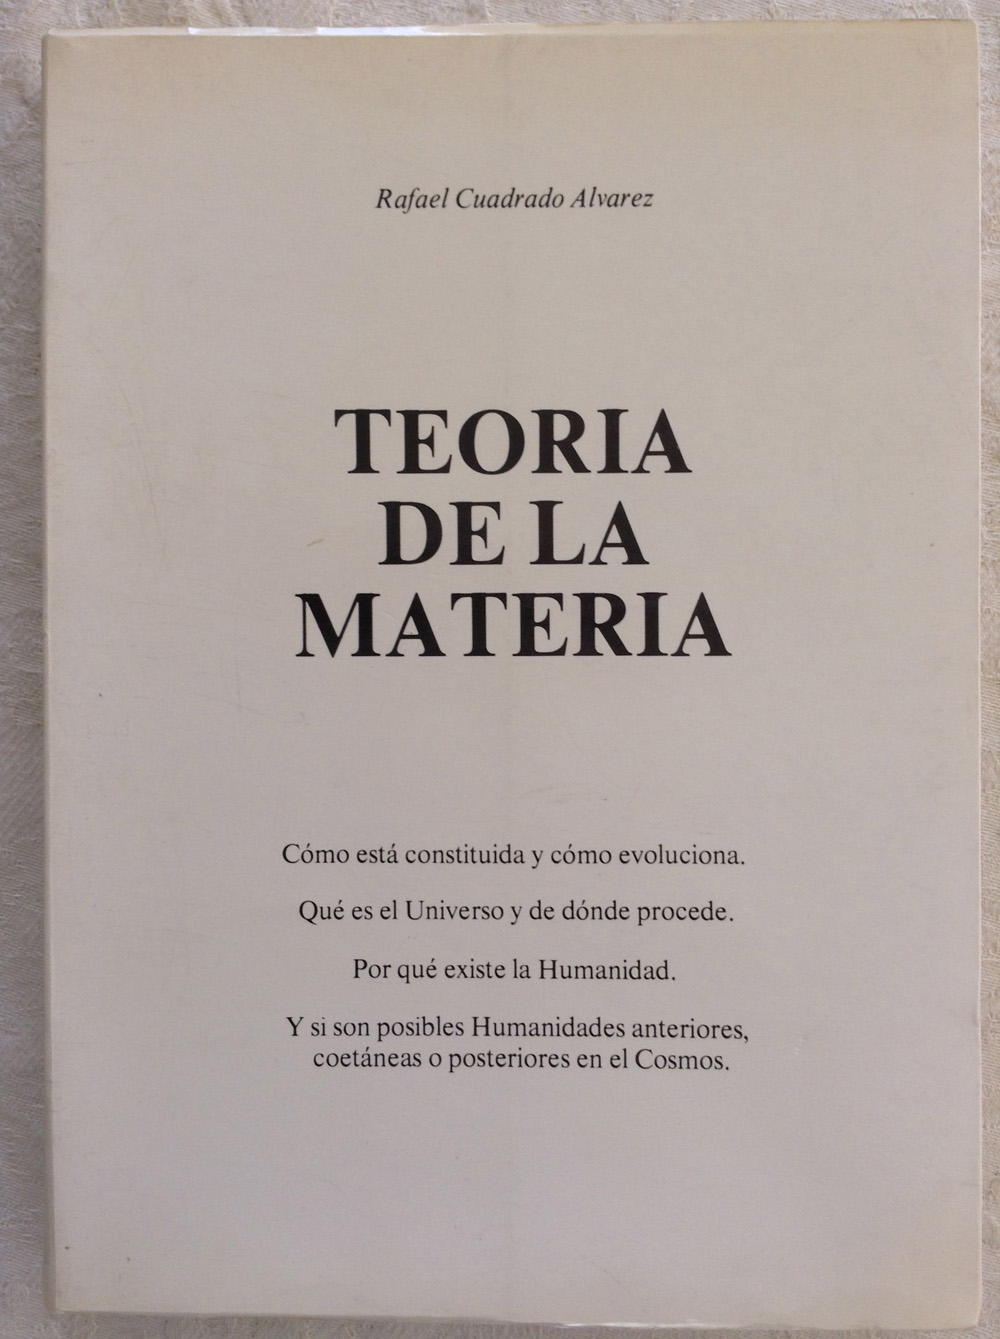 Rafael Cuadrado Alvarez
TEORIA
DE LA
MATERIA
Cómo está constituida y cómo evoluciona.
Qué es el Universo y de dónde procede.
Por qué existe la Humanidad.
Y si son posibles Humanidades anteriores,
coetáneas o posteriores en el Cosmos.